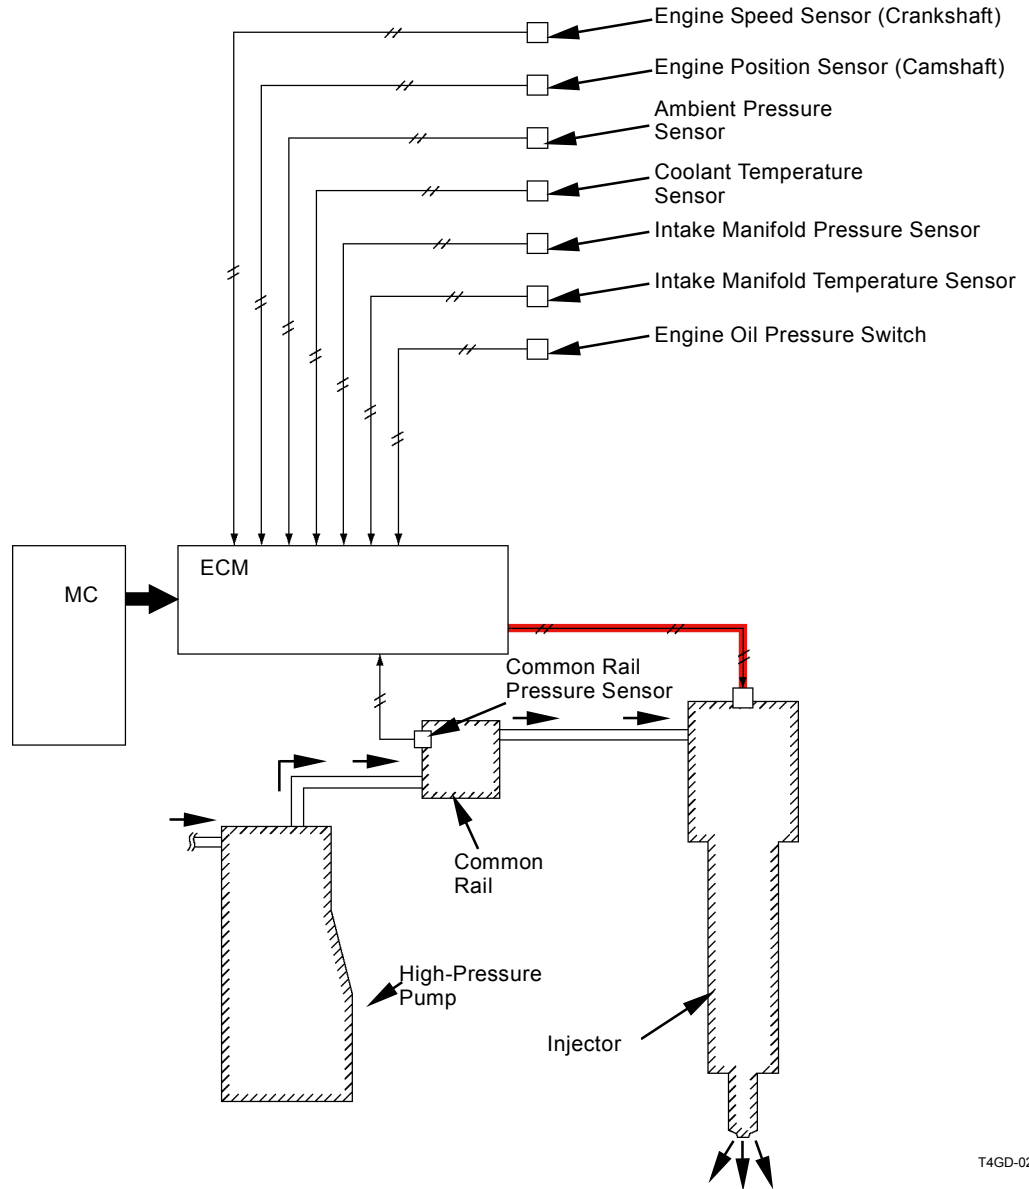 Engine Speed Sensor (Crankshaft)
Engine Position Sensor (Camshaft)
Ambient Pressure
Sensor
Coolant Temperature
Sensor
Intake Manifold Pressure Sensor
Intake Manifold Temperature Sensor
Engine Oil Pressure Switch
MC
ECM
Common Rail
Pressure Sensor
Common
Rail
High-Pressure
Pump
Injector
T4GD-02